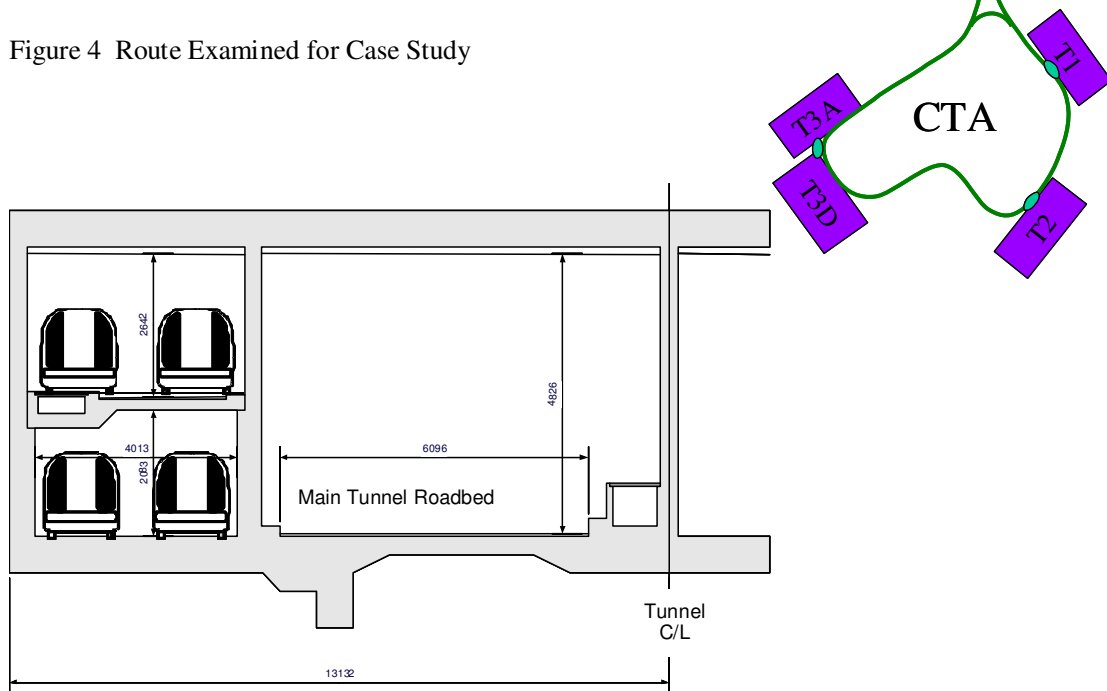 Figure 4 Route Examined for Case Study
T1
T3A
CTA
T3D
T2
2642
4826
4013
6096
2083
Main Tunnel Roadbed
Tunnel
C/L
13132